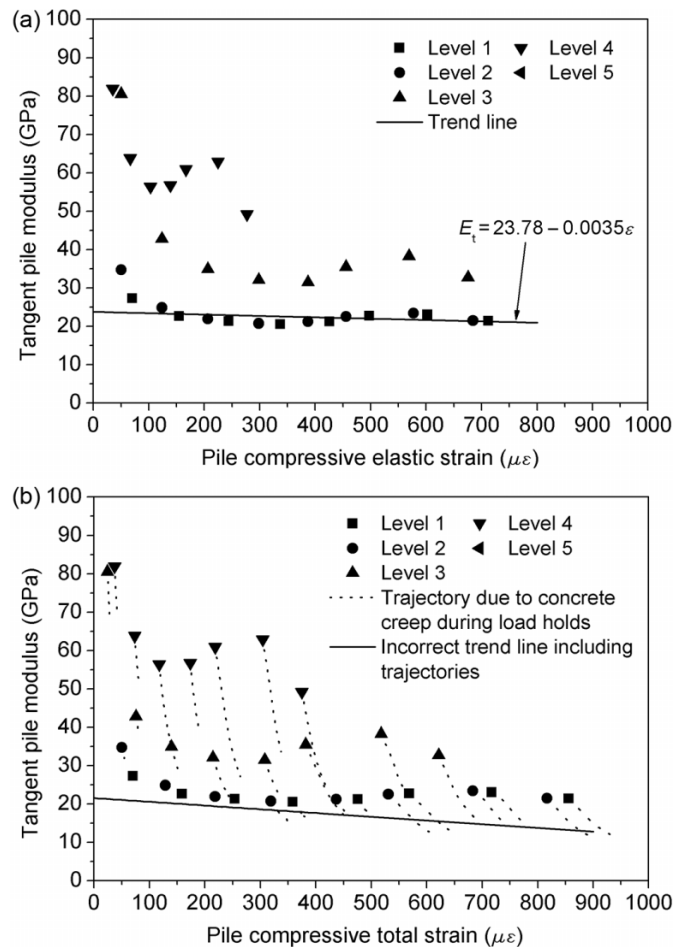 (a)
100
90
80
70
60
50
40
30
20
10
0
Tangent pile modulus (GPa)
Level 1 Level 4
Level 2 Level 5
Level 3
Trend line
Eₜ = 23.78 – 0.0035ε
0 100 200 300 400 500 600 700 800 900 1000
Pile compressive elastic strain (με)
(b)
100
90
80
70
60
50
40
30
20
10
0
Tangent pile modulus (GPa)
Level 1 Level 4
Level 2 Level 5
Level 3
Trajectory due to concrete
creep during load holds
Incorrect trend line including
trajectories
0 100 200 300 400 500 600 700 800 900 1000
Pile compressive total strain (με)